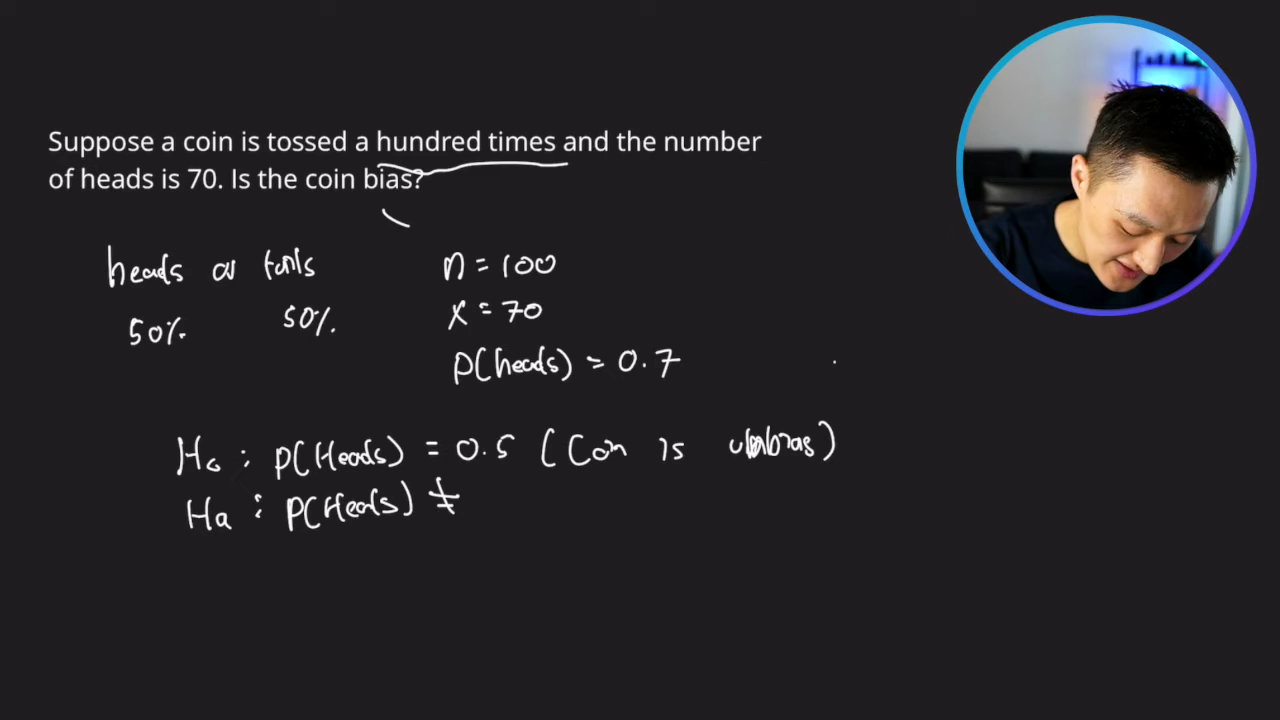 Suppose a coin is tossed a hundred times and the number
of heads is 70. Is the coin bias?
heads or tails
50% 50%
n = 100
x = 70
P(heads) = 0.7
Ho : P(Heads) = 0.5 (Coin is unbias)
Ha : P(Heads) ≠